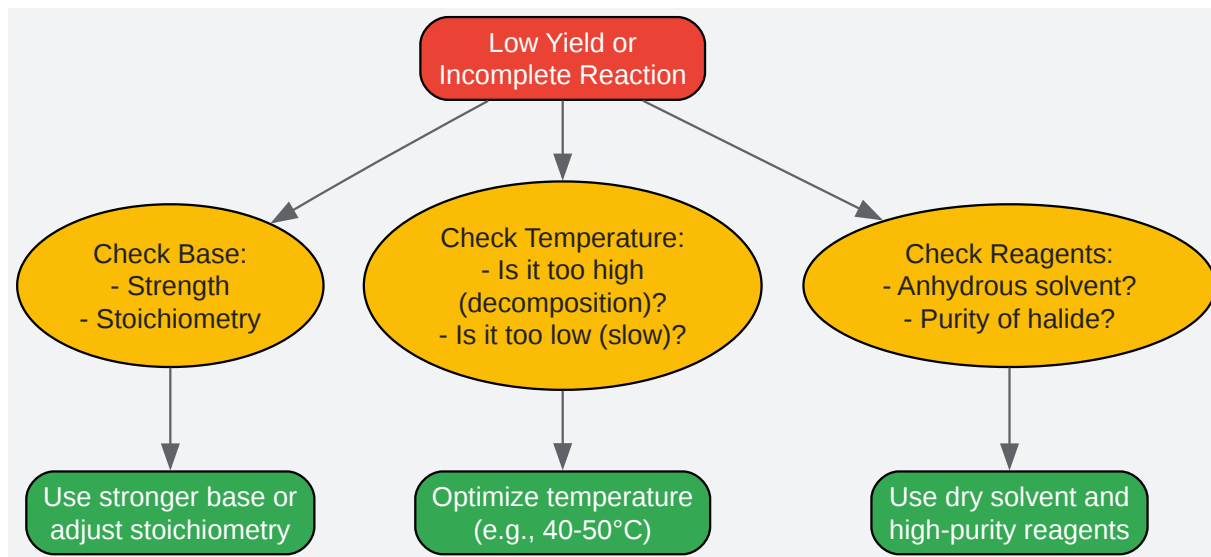 Low Yield or
Incomplete Reaction
Check Base:
- Strength
- Stoichiometry
Check Temperature:
- Is it too high
(decomposition)?
- Is it too low (slow)?
Check Reagents:
- Anhydrous solvent?
- Purity of halide?
Use stronger base or
adjust stoichiometry
Optimize temperature
(e.g., 40-50°C)
Use dry solvent and
high-purity reagents